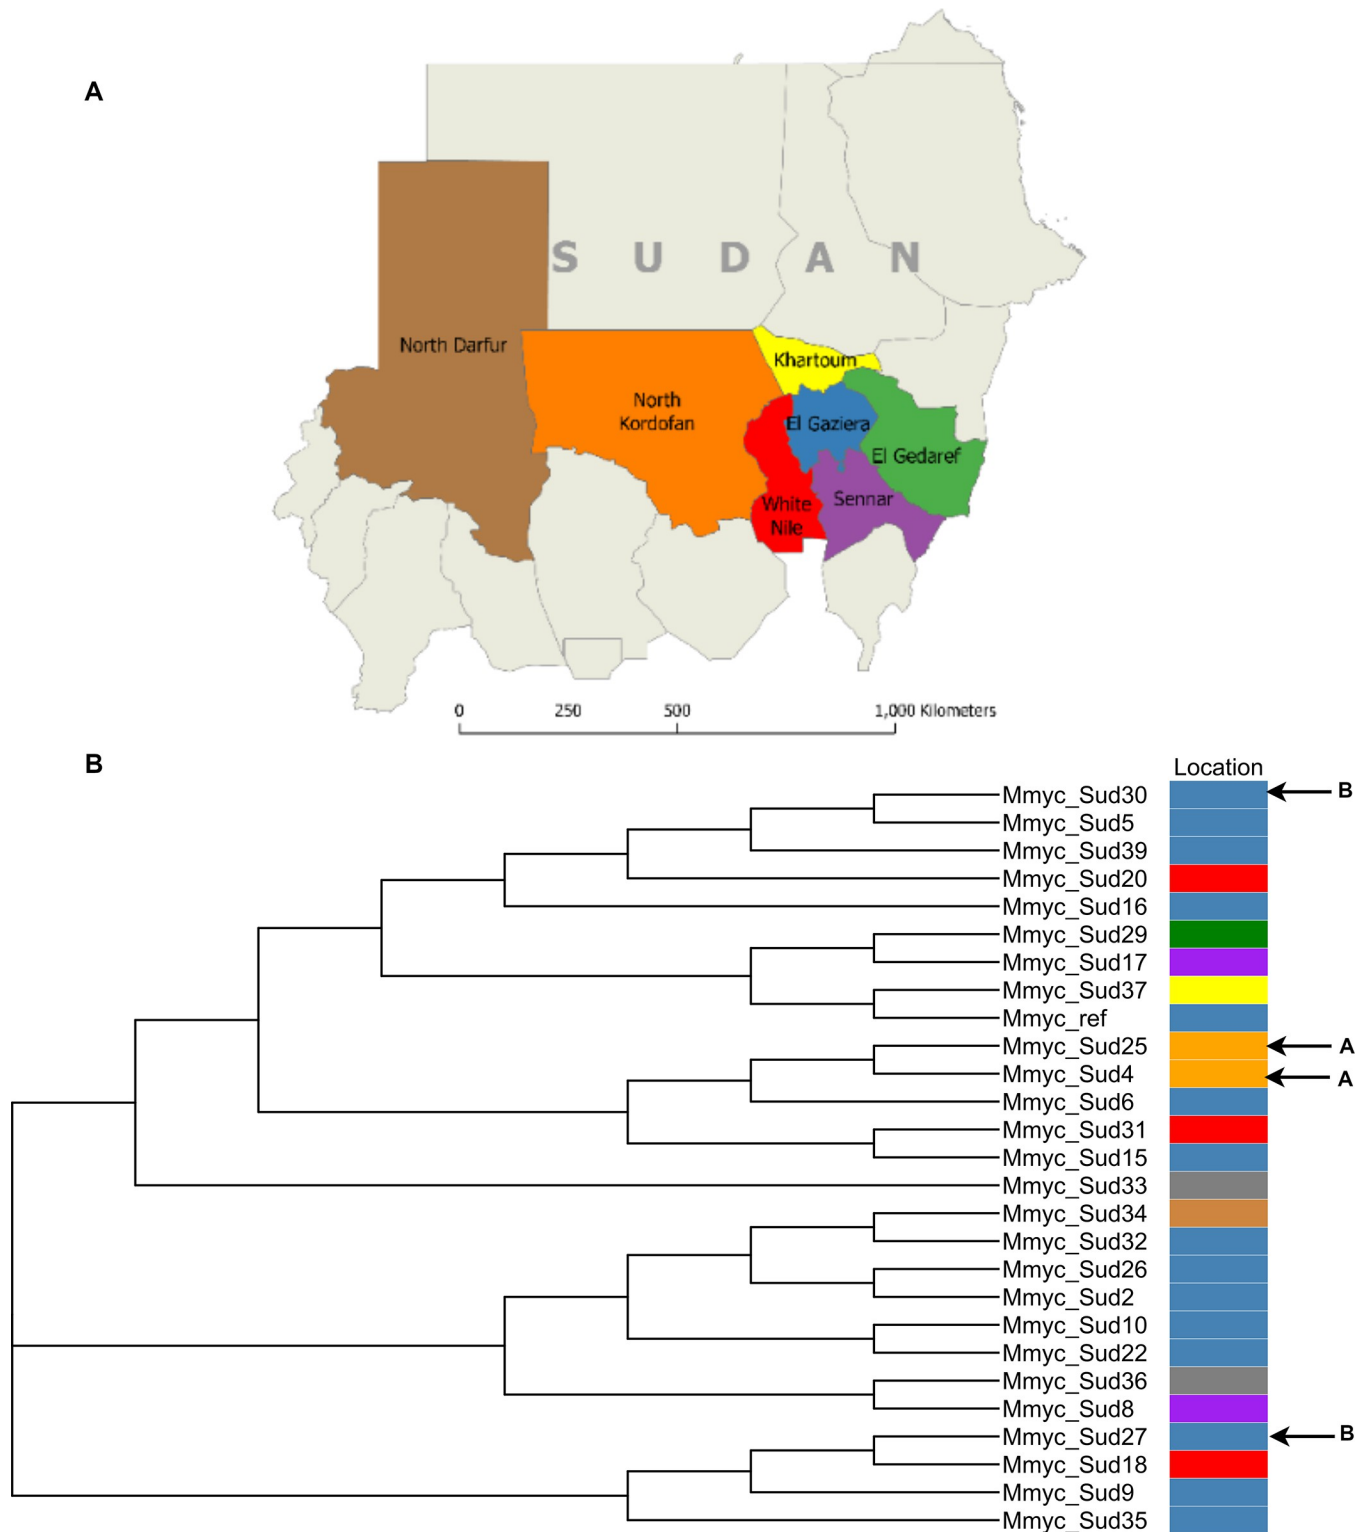 A
S U D A N
North Darfur
Khartoum
North
Kordofan
El Gaziera
El Gedaref
White
Nile
Sennar
0 250 500 1,000 Kilometers
B
Location
Mmyc_Sud30 B
Mmyc_Sud5
Mmyc_Sud39
Mmyc_Sud20
Mmyc_Sud16
Mmyc_Sud29
Mmyc_Sud17
Mmyc_Sud37
Mmyc_ref
Mmyc_Sud25 A
Mmyc_Sud4 A
Mmyc_Sud6
Mmyc_Sud31
Mmyc_Sud15
Mmyc_Sud33
Mmyc_Sud34
Mmyc_Sud32
Mmyc_Sud26
Mmyc_Sud2
Mmyc_Sud10
Mmyc_Sud22
Mmyc_Sud36
Mmyc_Sud8
Mmyc_Sud27 B
Mmyc_Sud18
Mmyc_Sud9
Mmyc_Sud35